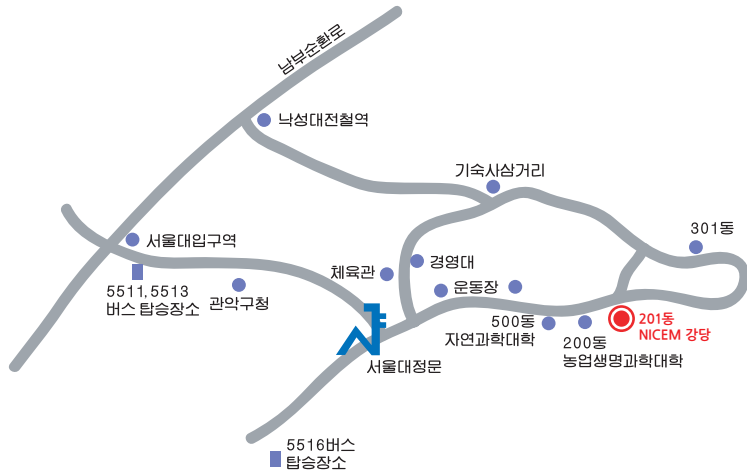 남부순환로
낙성대전철역
기숙사삼거리
301동
서울대입구역
체육관
경영대
5511, 5513
버스 탑승장소
관악구청
운동장
500동
자연과학대학
200동
농업생명과학대학
201동
NICEM 강당
서울대정문
5516버스
탑승장소